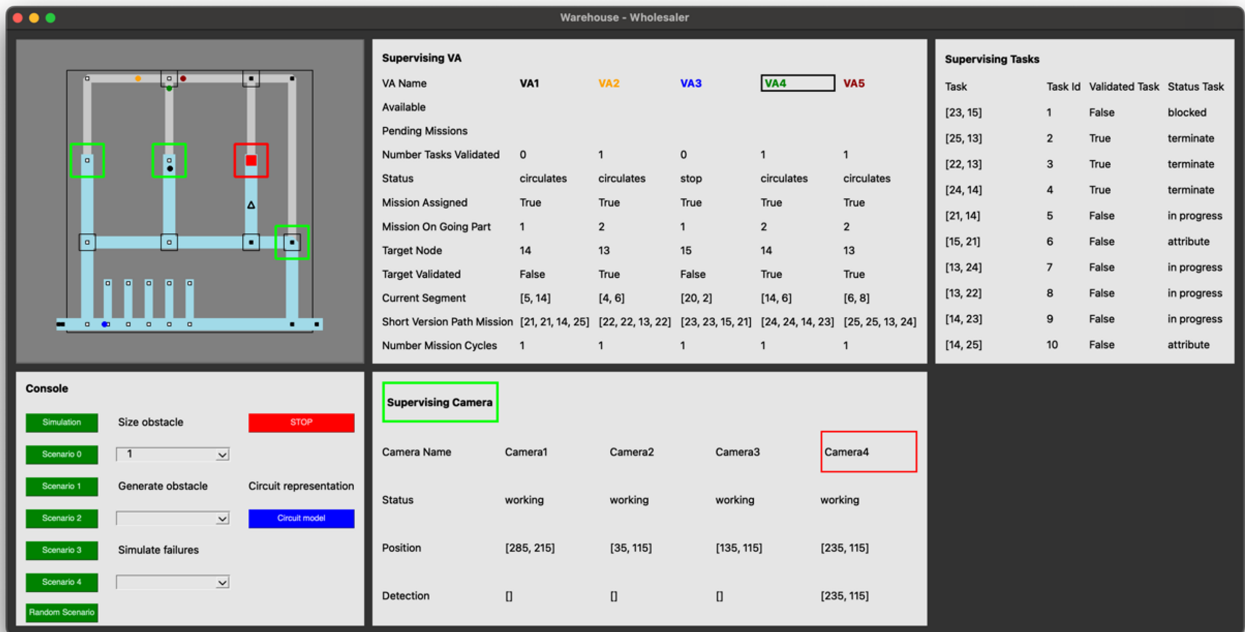 Warehouse - Wholesaler
Supervising VA
VA Name VA1 VA2 VA3 VA4 VA5
Available
Pending Missions
Number Tasks Validated 0 1 0 1 1
Status circulates circulates stop circulates circulates
Mission Assigned True True True True True
Mission On Going Part 1 2 1 2 2
Target Node 14 13 15 14 13
Target Validated False True False True True
Current Segment [5, 14] [4, 6] [20, 2] [14, 6] [6, 8]
Short Version Path Mission [21, 21, 14, 25] [22, 22, 13, 22] [23, 23, 15, 21] [24, 24, 14, 23] [25, 25, 13, 24]
Number Mission Cycles 1 1 1 1 1
Supervising Tasks
Task Task Id Validated Task Status Task
[23, 15] 1 False blocked
[25, 13] 2 True terminate
[22, 13] 3 True terminate
[24, 14] 4 True terminate
[21, 14] 5 False in progress
[15, 21] 6 False attribute
[13, 24] 7 False in progress
[13, 22] 8 False in progress
[14, 23] 9 False in progress
[14, 25] 10 False attribute
Console
Simulation Size obstacle STOP
Scenario 0 1
Scenario 1 Generate obstacle Circuit representation
Scenario 2 Circuit model
Scenario 3 Simulate failures
Scenario 4
Random Scenario
Supervising Camera
Camera Name Camera1 Camera2 Camera3 Camera4
Status working working working working
Position [285, 215] [35, 115] [135, 115] [235, 115]
Detection [] [] [] [235, 115]